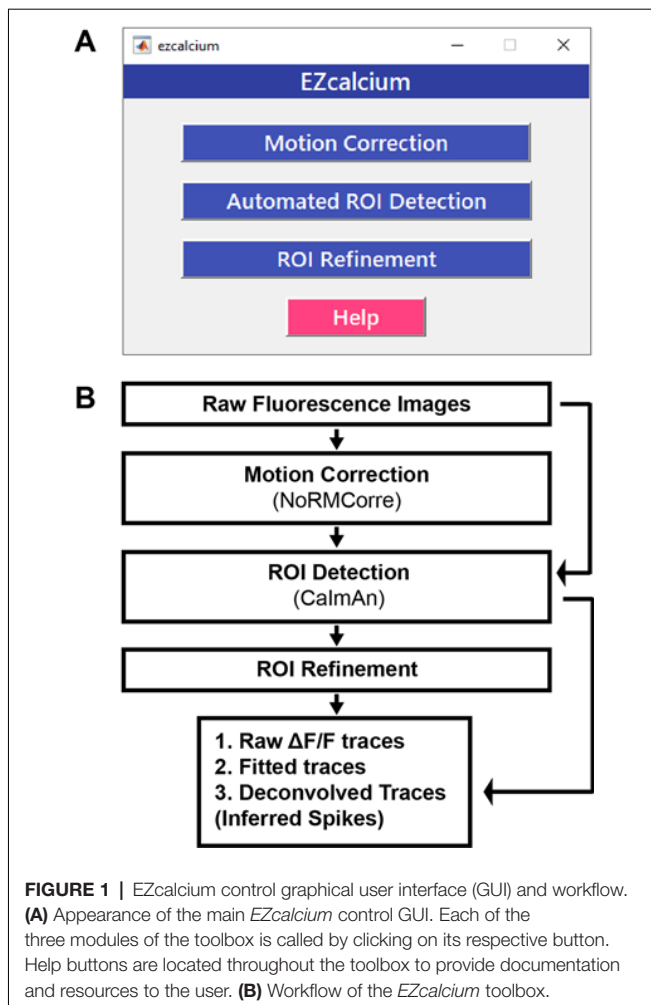 A
ezcalcium
EZcalcium
Motion Correction
Automated ROI Detection
ROI Refinement
Help
B
Raw Fluorescence Images
Motion Correction
(NoRMCorre)
ROI Detection
(CaImAn)
ROI Refinement
1. Raw ΔF/F traces
2. Fitted traces
3. Deconvolved Traces
(Inferred Spikes)
FIGURE 1 | EZcalcium control graphical user interface (GUI) and workflow.
(A) Appearance of the main EZcalcium control GUI. Each of the
three modules of the toolbox is called by clicking on its respective button.
Help buttons are located throughout the toolbox to provide documentation
and resources to the user. (B) Workflow of the EZcalcium toolbox.